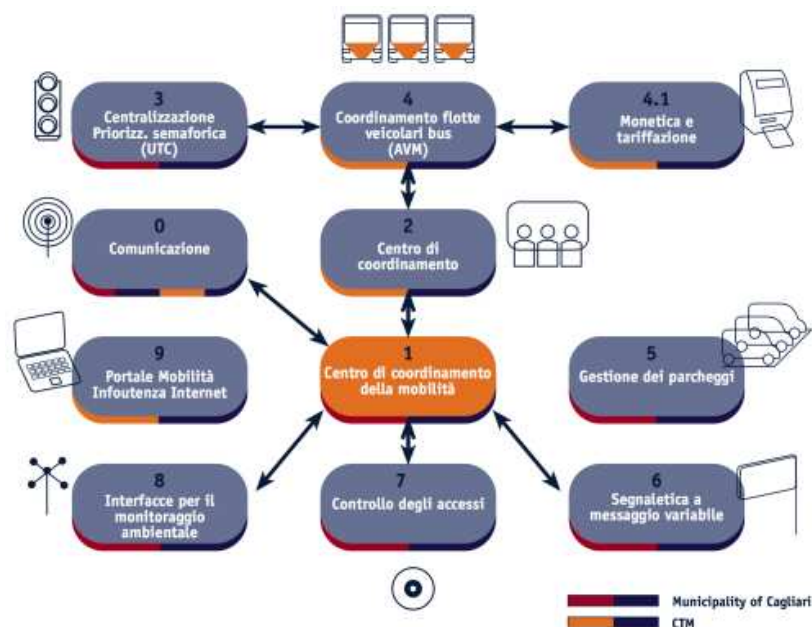 3
Centralizzazione
Priorizz. semaforica
(UTC)
4
Coordinamento flotte
veicolari bus
(AVM)
4.1
Monetica e
tariffazione
0
Comunicazione
2
Centro di
coordinamento
9
Portale Mobilità
Infoutenza Internet
1
Centro di coordinamento
della mobilità
5
Gestione dei parcheggi
8
Interfacce per il
monitoraggio
ambientale
7
Controllo degli accessi
6
Segnaletica a
messaggio variabile
Municipality of Cagliari
CTM